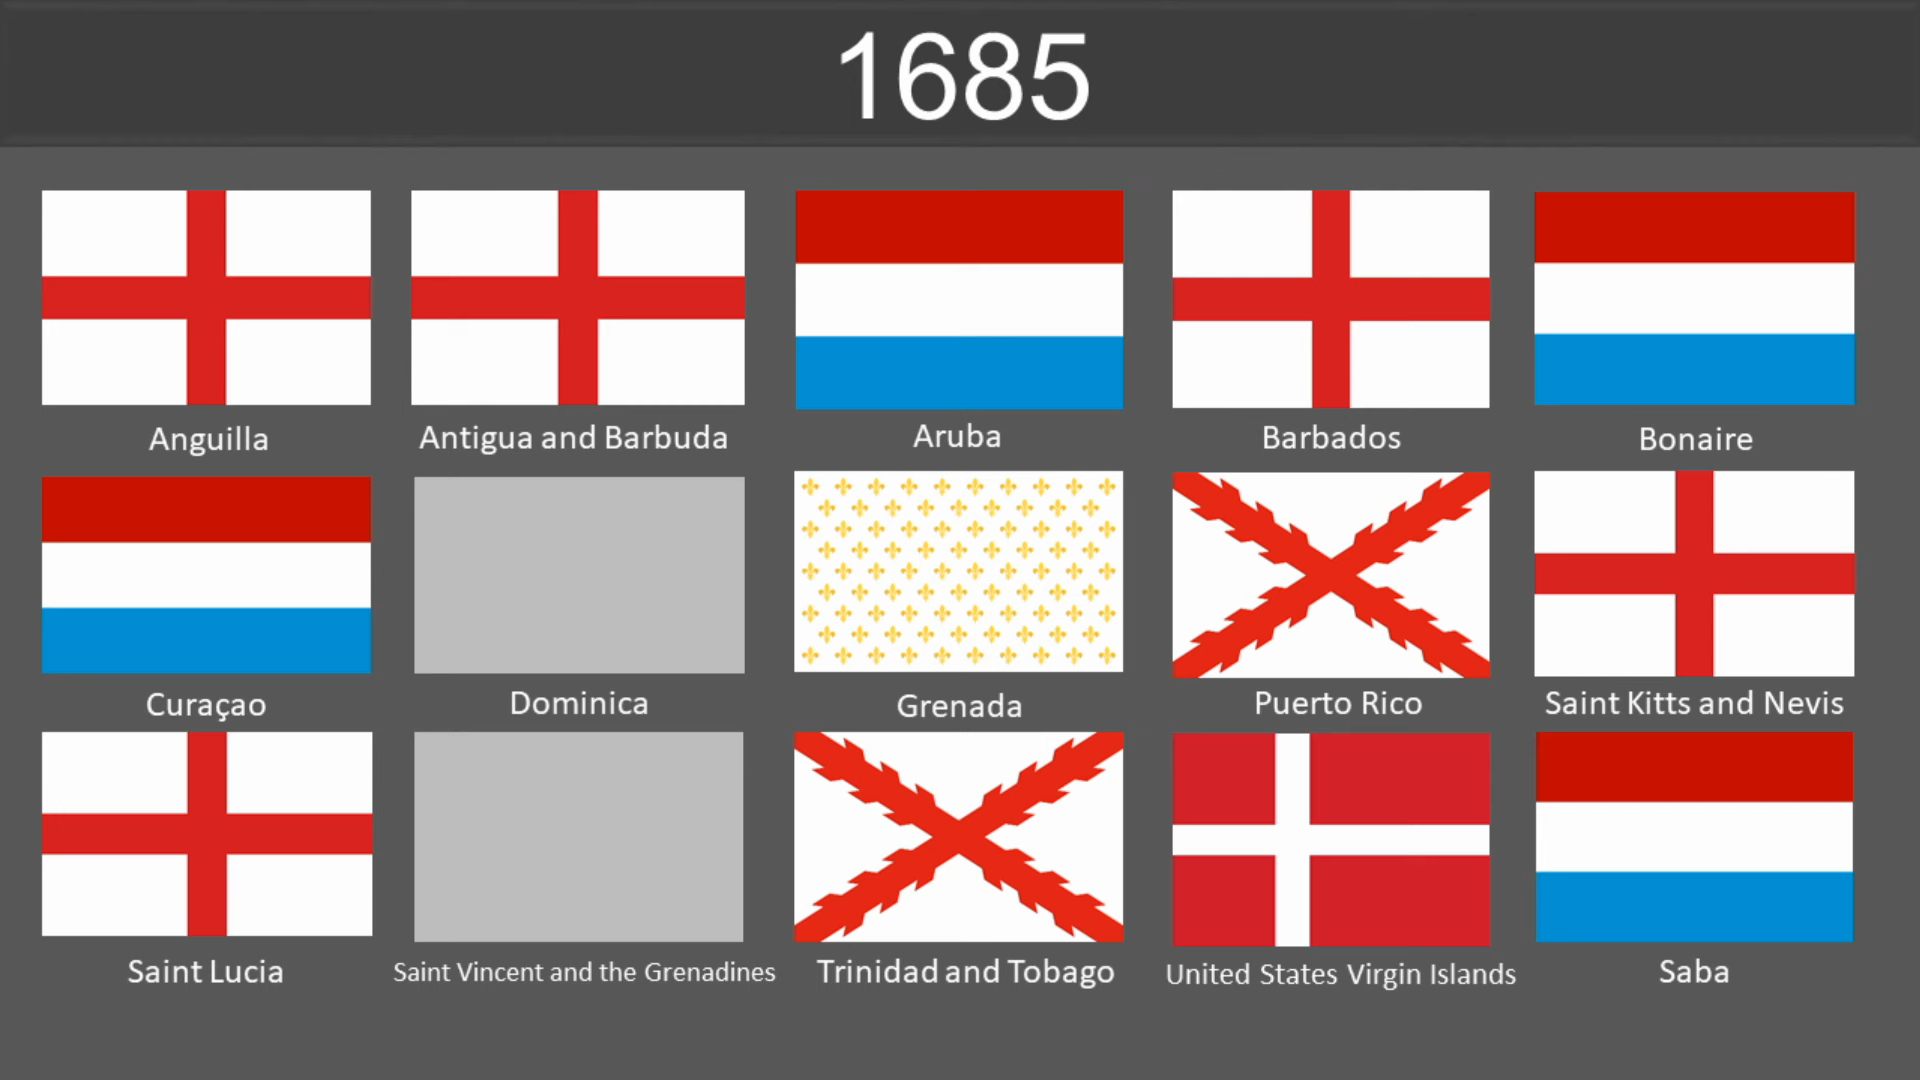 1685
Anguilla
Antigua and Barbuda
Aruba
Barbados
Bonaire
Curaçao
Dominica
Grenada
Puerto Rico
Saint Kitts and Nevis
Saint Lucia
Saint Vincent and the Grenadines
Trinidad and Tobago
United States Virgin Islands
Saba